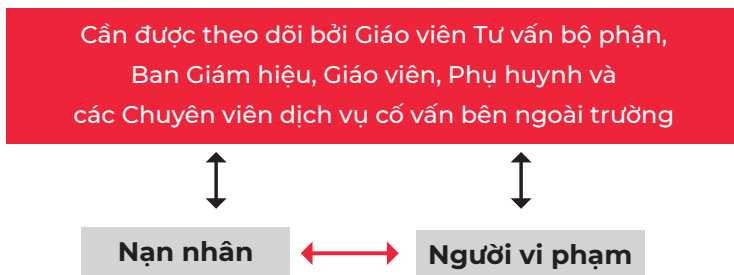 Cần được theo dõi bởi Giáo viên Tư vấn bộ phận,
Ban Giám hiệu, Giáo viên, Phụ huynh và
các Chuyên viên dịch vụ cố vấn bên ngoài trường
Nạn nhân
Người vi phạm